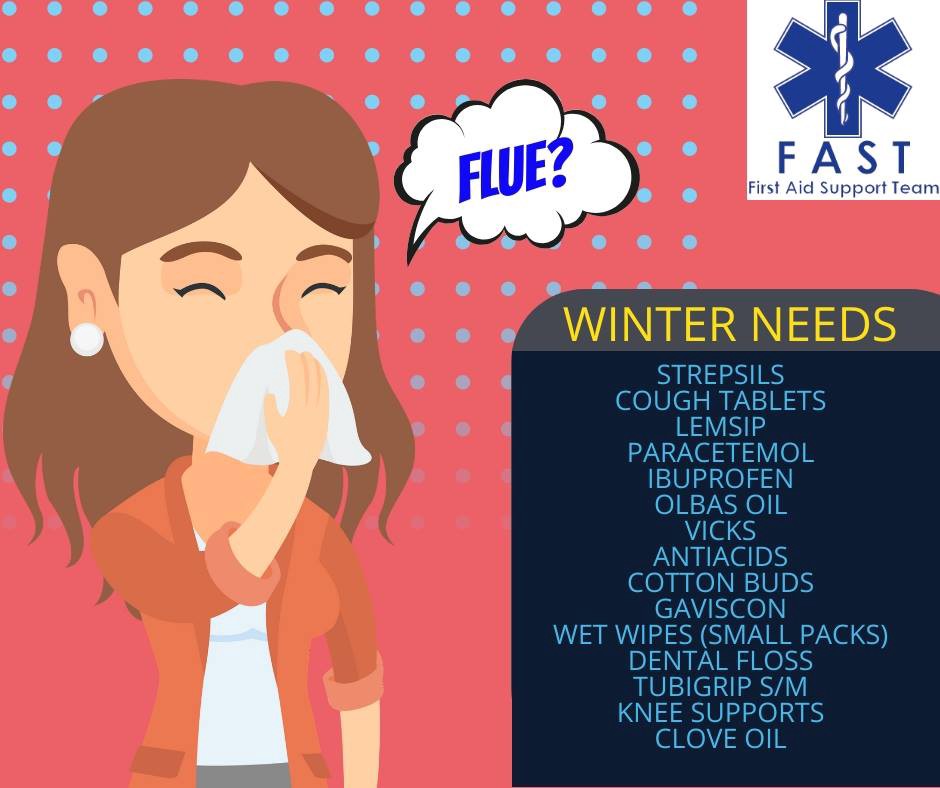 FLUE?
FAST
First Aid Support Team
WINTER NEEDS
STREPSILS
COUGH TABLETS
LEMSIP
PARACETEMOL
IBUPROFEN
OLBAS OIL
VICKS
ANTIACIDS
COTTON BUDS
GAVISCON
WET WIPES (SMALL PACKS)
DENTAL FLOSS
TUBIGRIP S/M
KNEE SUPPORTS
CLOVE OIL